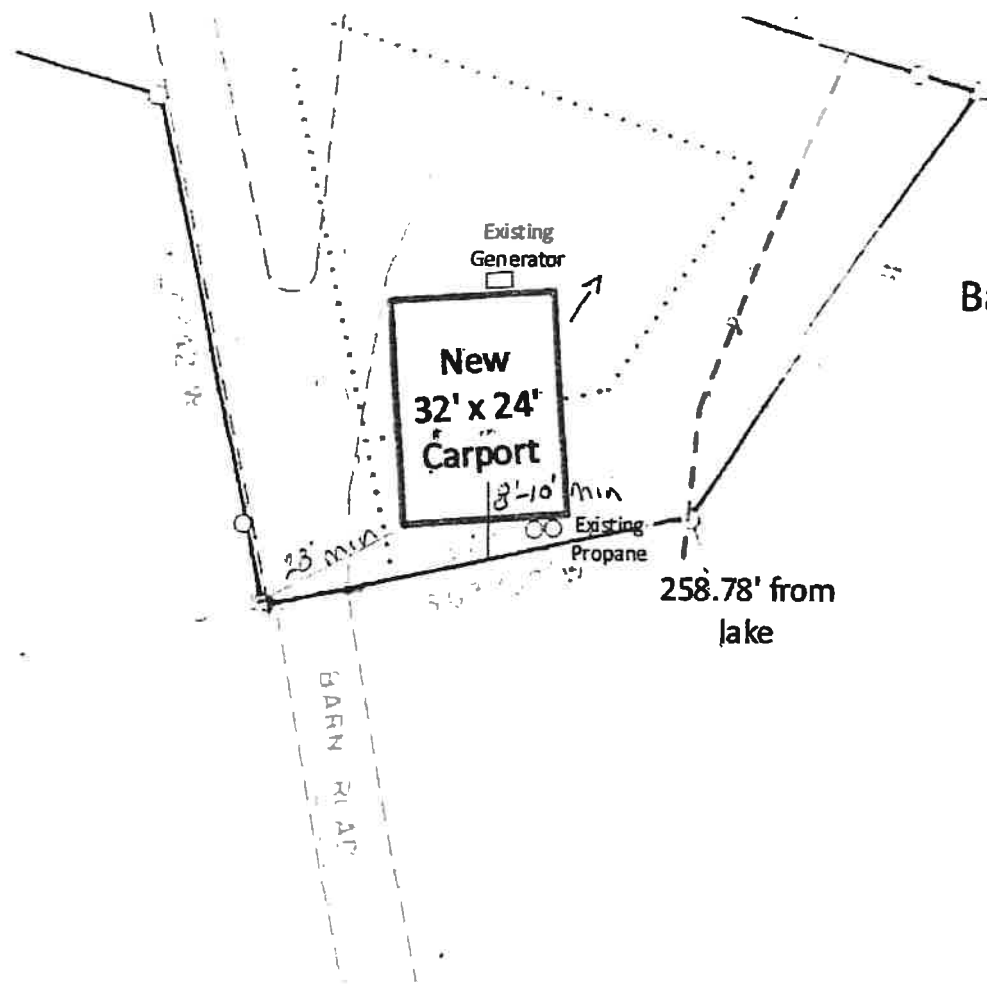 Existing
Generator
Ba
New
32' x 24'
Carport
8'-10' min
23' min
Existing
Propane
258.78' from
lake
BARN ROAD